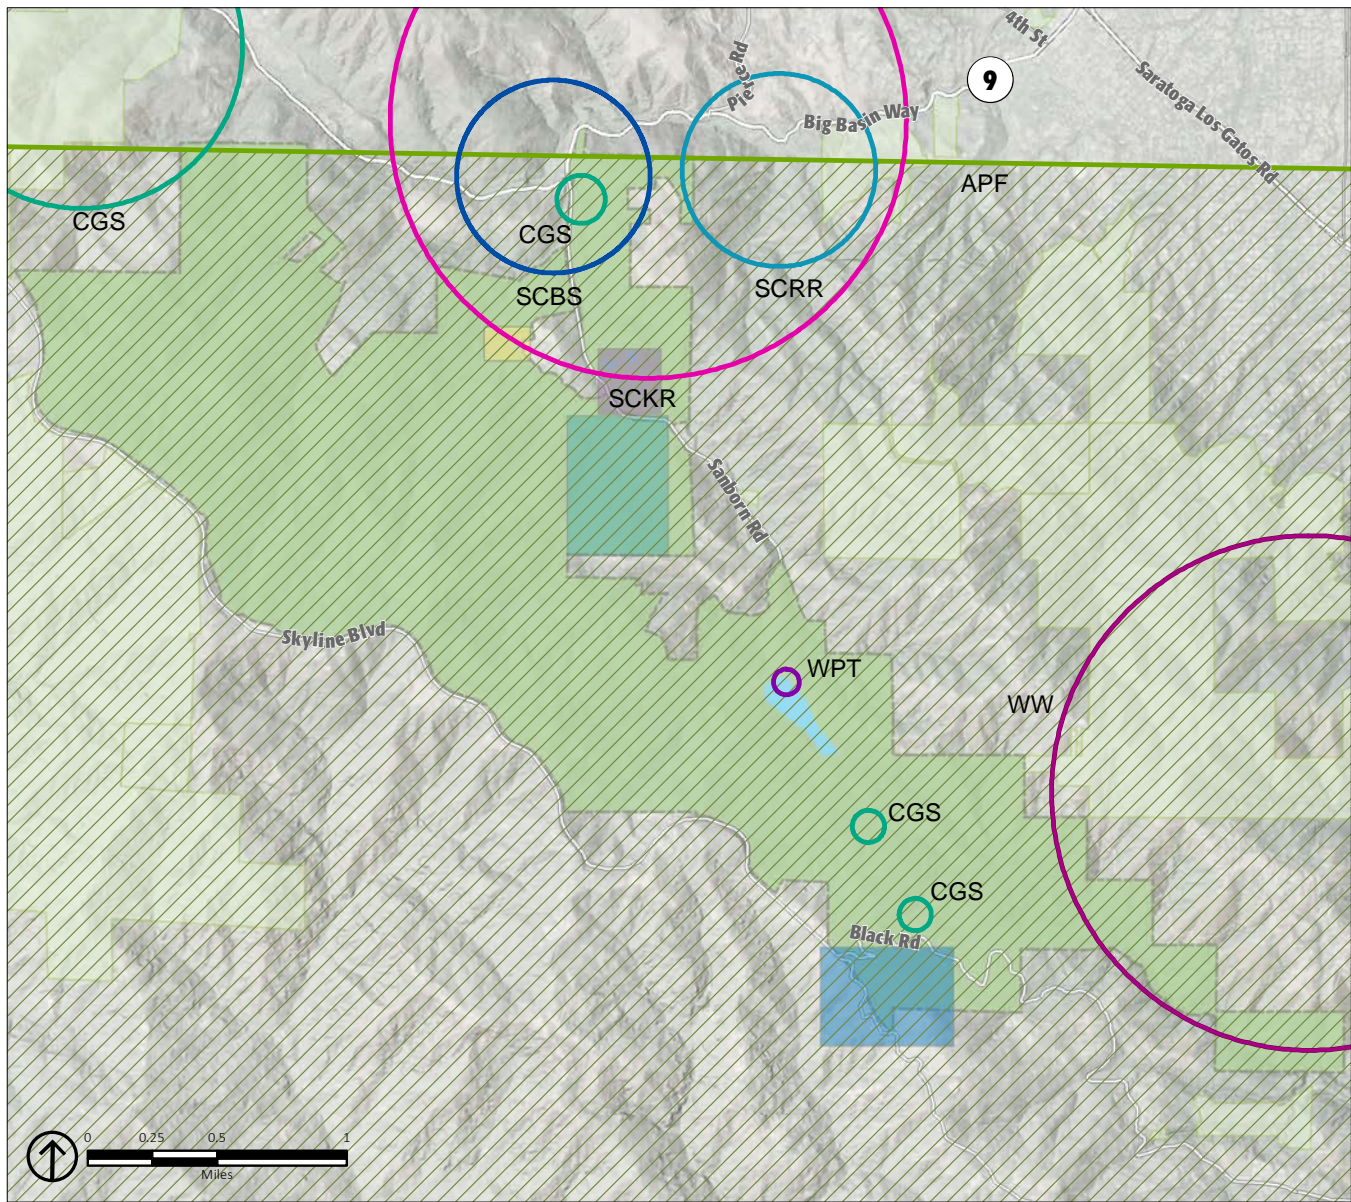 4th St
Pierce Rd
9
Saratoga Los Gatos Rd
Big Basin Way
APF
CGS
CGS
SCBS
SCRR
SCKR
Sanborn Rd
Skyline Blvd
WPT
WW
CGS
CGS
Black Rd
0 0.25 0.5 1
Miles